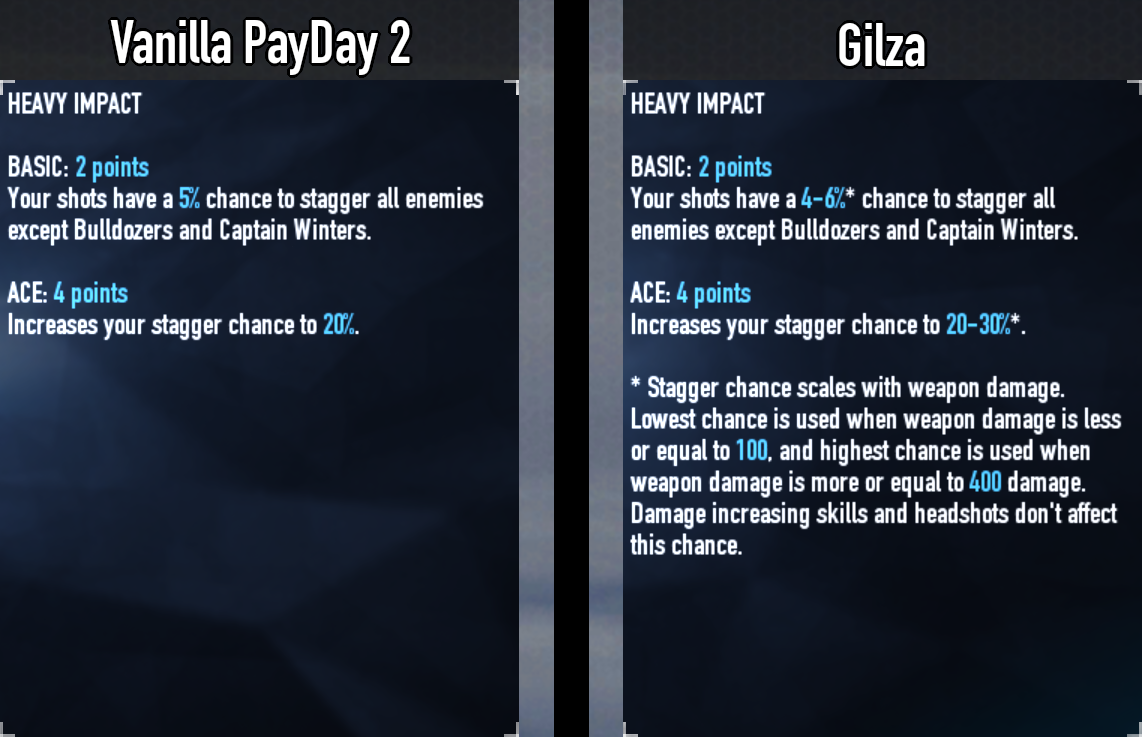 Vanilla PayDay 2
HEAVY IMPACT
BASIC: 2 points
Your shots have a 5% chance to stagger all enemies
except Bulldozers and Captain Winters.
ACE: 4 points
Increases your stagger chance to 20%.
Gilza
HEAVY IMPACT
BASIC: 2 points
Your shots have a 4-6%* chance to stagger all
enemies except Bulldozers and Captain Winters.
ACE: 4 points
Increases your stagger chance to 20-30%*.
* Stagger chance scales with weapon damage.
Lowest chance is used when weapon damage is less
or equal to 100, and highest chance is used when
weapon damage is more or equal to 400 damage.
Damage increasing skills and headshots don't affect
this chance.